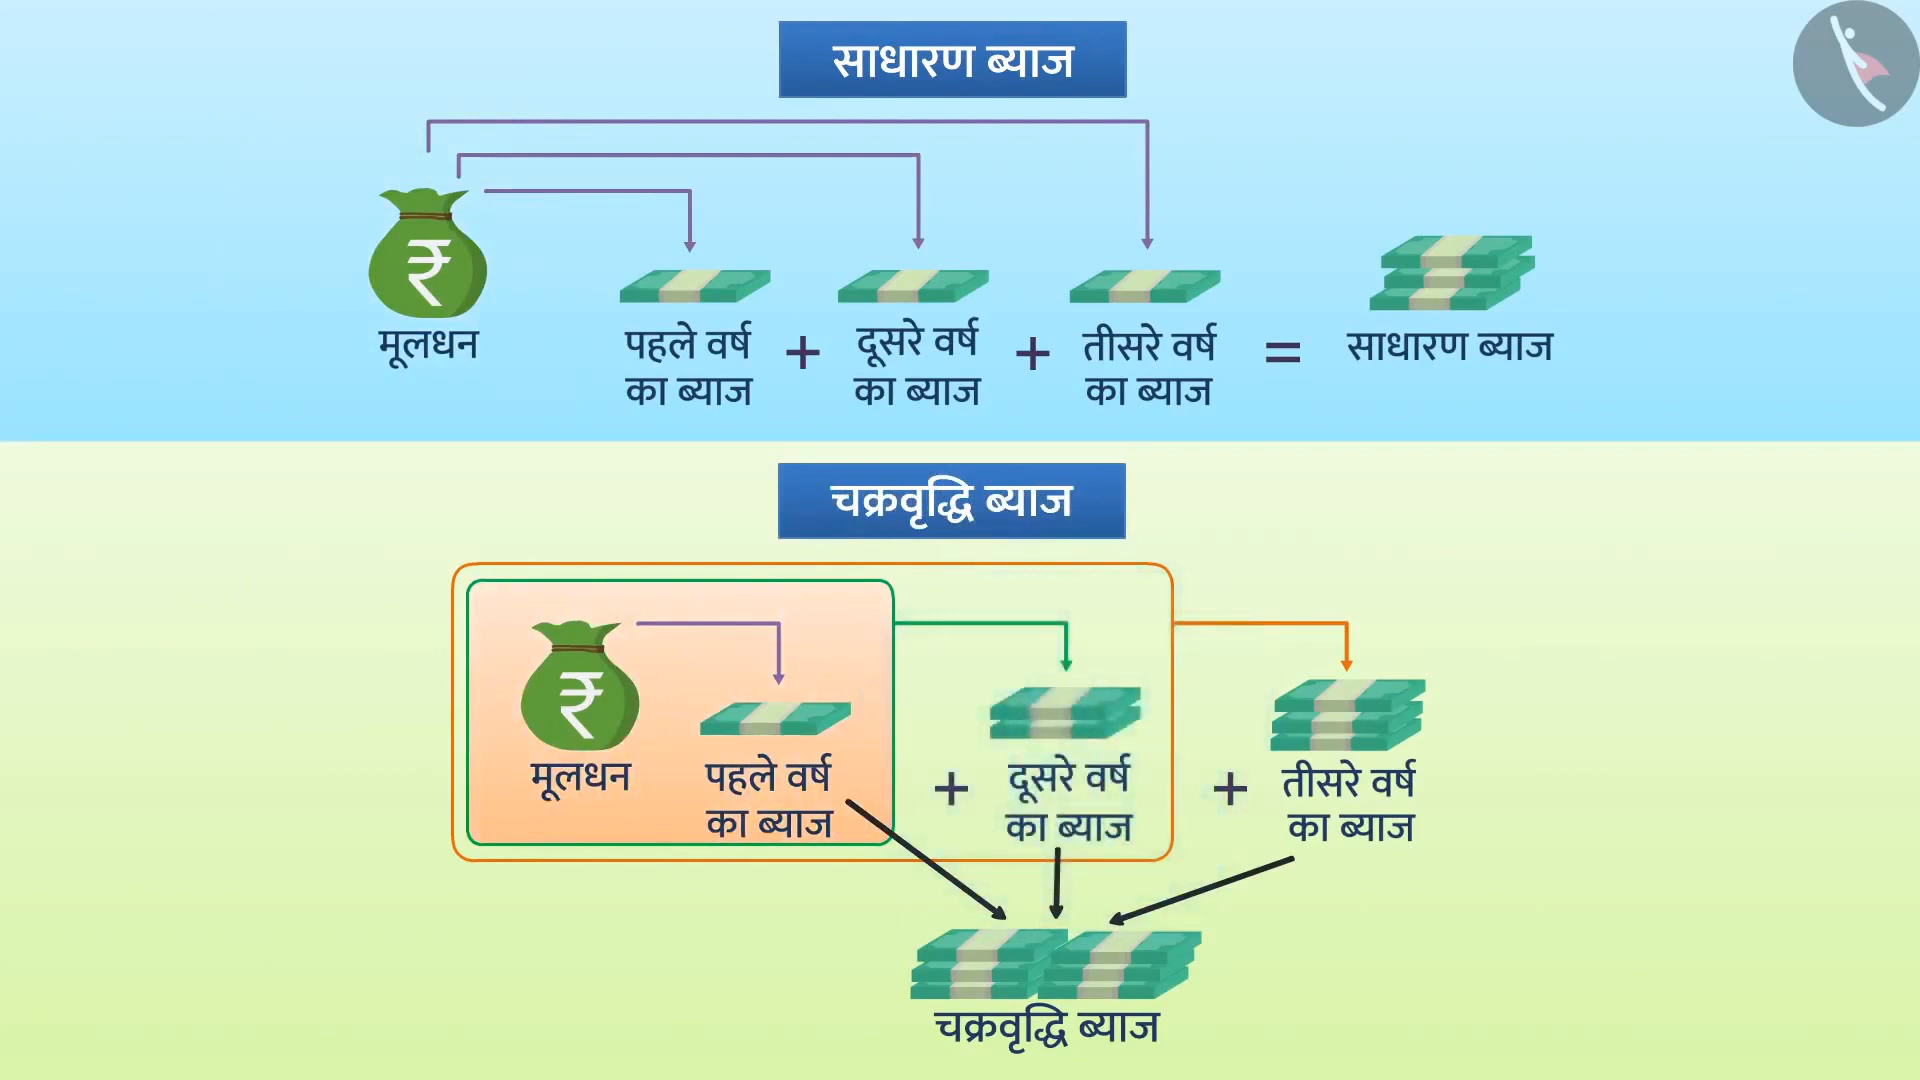 साधारण ब्याज
₹
मूलधन
पहले वर्ष
का ब्याज
+
दूसरे वर्ष
का ब्याज
+
तीसरे वर्ष
का ब्याज
=
साधारण ब्याज
चक्रवृद्धि ब्याज
₹
मूलधन
पहले वर्ष
का ब्याज
+
दूसरे वर्ष
का ब्याज
+
तीसरे वर्ष
का ब्याज
चक्रवृद्धि ब्याज